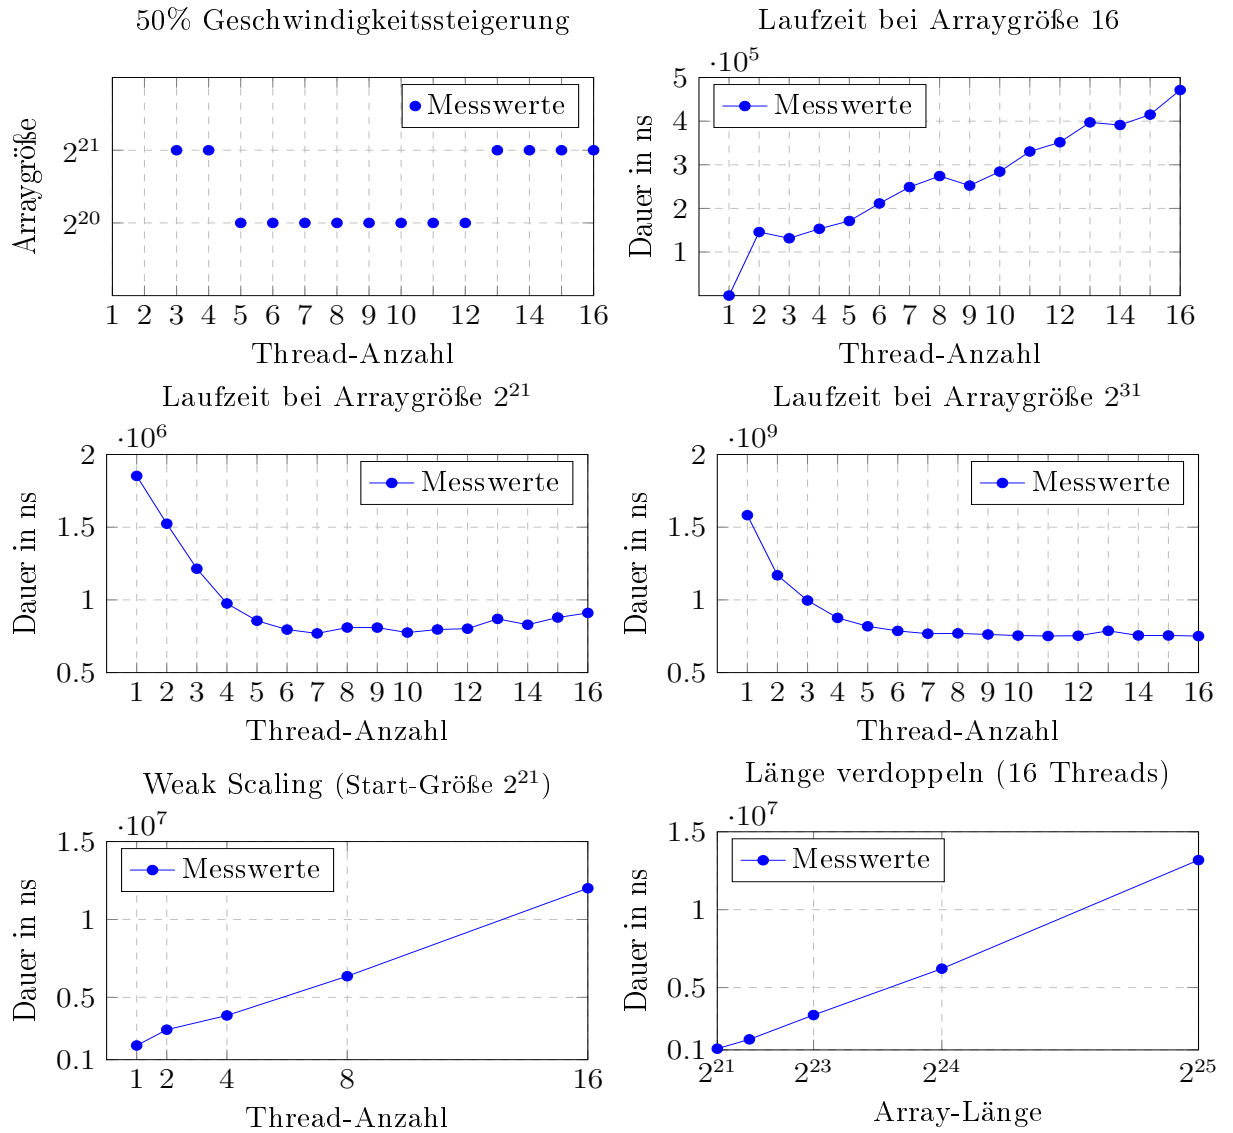 50% Geschwindigkeitssteigerung
Messwerte
Arraygröße
2^21
2^20
1 2 3 4 5 6 7 8 9 10 12 14 16
Thread-Anzahl
Laufzeit bei Arraygröße 16
·10^5
Messwerte
Dauer in ns
5
4
3
2
1
1 2 3 4 5 6 7 8 9 10 12 14 16
Thread-Anzahl
Laufzeit bei Arraygröße 2^21
·10^6
Messwerte
Dauer in ns
2
1.5
1
0.5
1 2 3 4 5 6 7 8 9 10 12 14 16
Thread-Anzahl
Laufzeit bei Arraygröße 2^31
·10^9
Messwerte
Dauer in ns
2
1.5
1
0.5
1 2 3 4 5 6 7 8 9 10 12 14 16
Thread-Anzahl
Weak Scaling (Start-Größe 2^21)
·10^7
Messwerte
Dauer in ns
1.5
1
0.5
0.1
1 2 4 8 16
Thread-Anzahl
Länge verdoppeln (16 Threads)
·10^7
Messwerte
Dauer in ns
1.5
1
0.5
0.1
2^21 2^23 2^24 2^25
Array-Länge